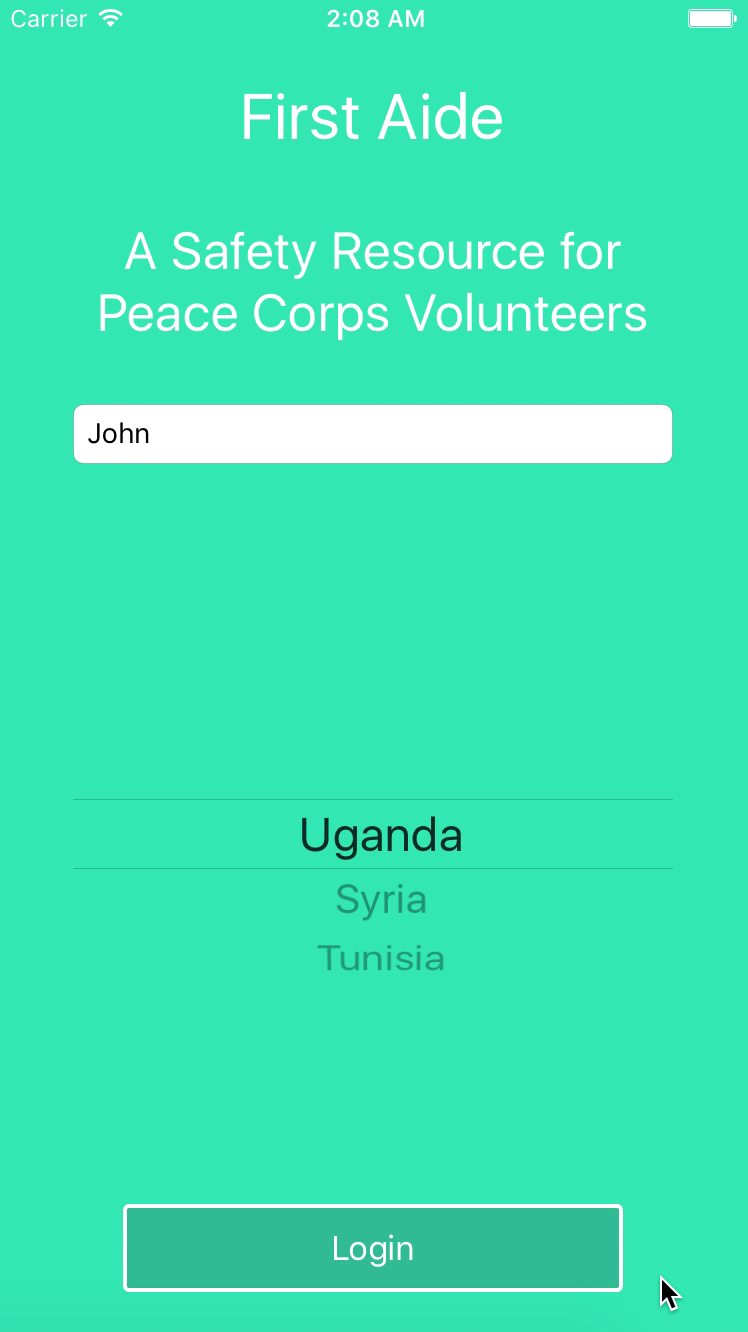 Carrier 2:08 AM
First Aide
A Safety Resource for
Peace Corps Volunteers
John
Uganda
Syria
Tunisia
Login